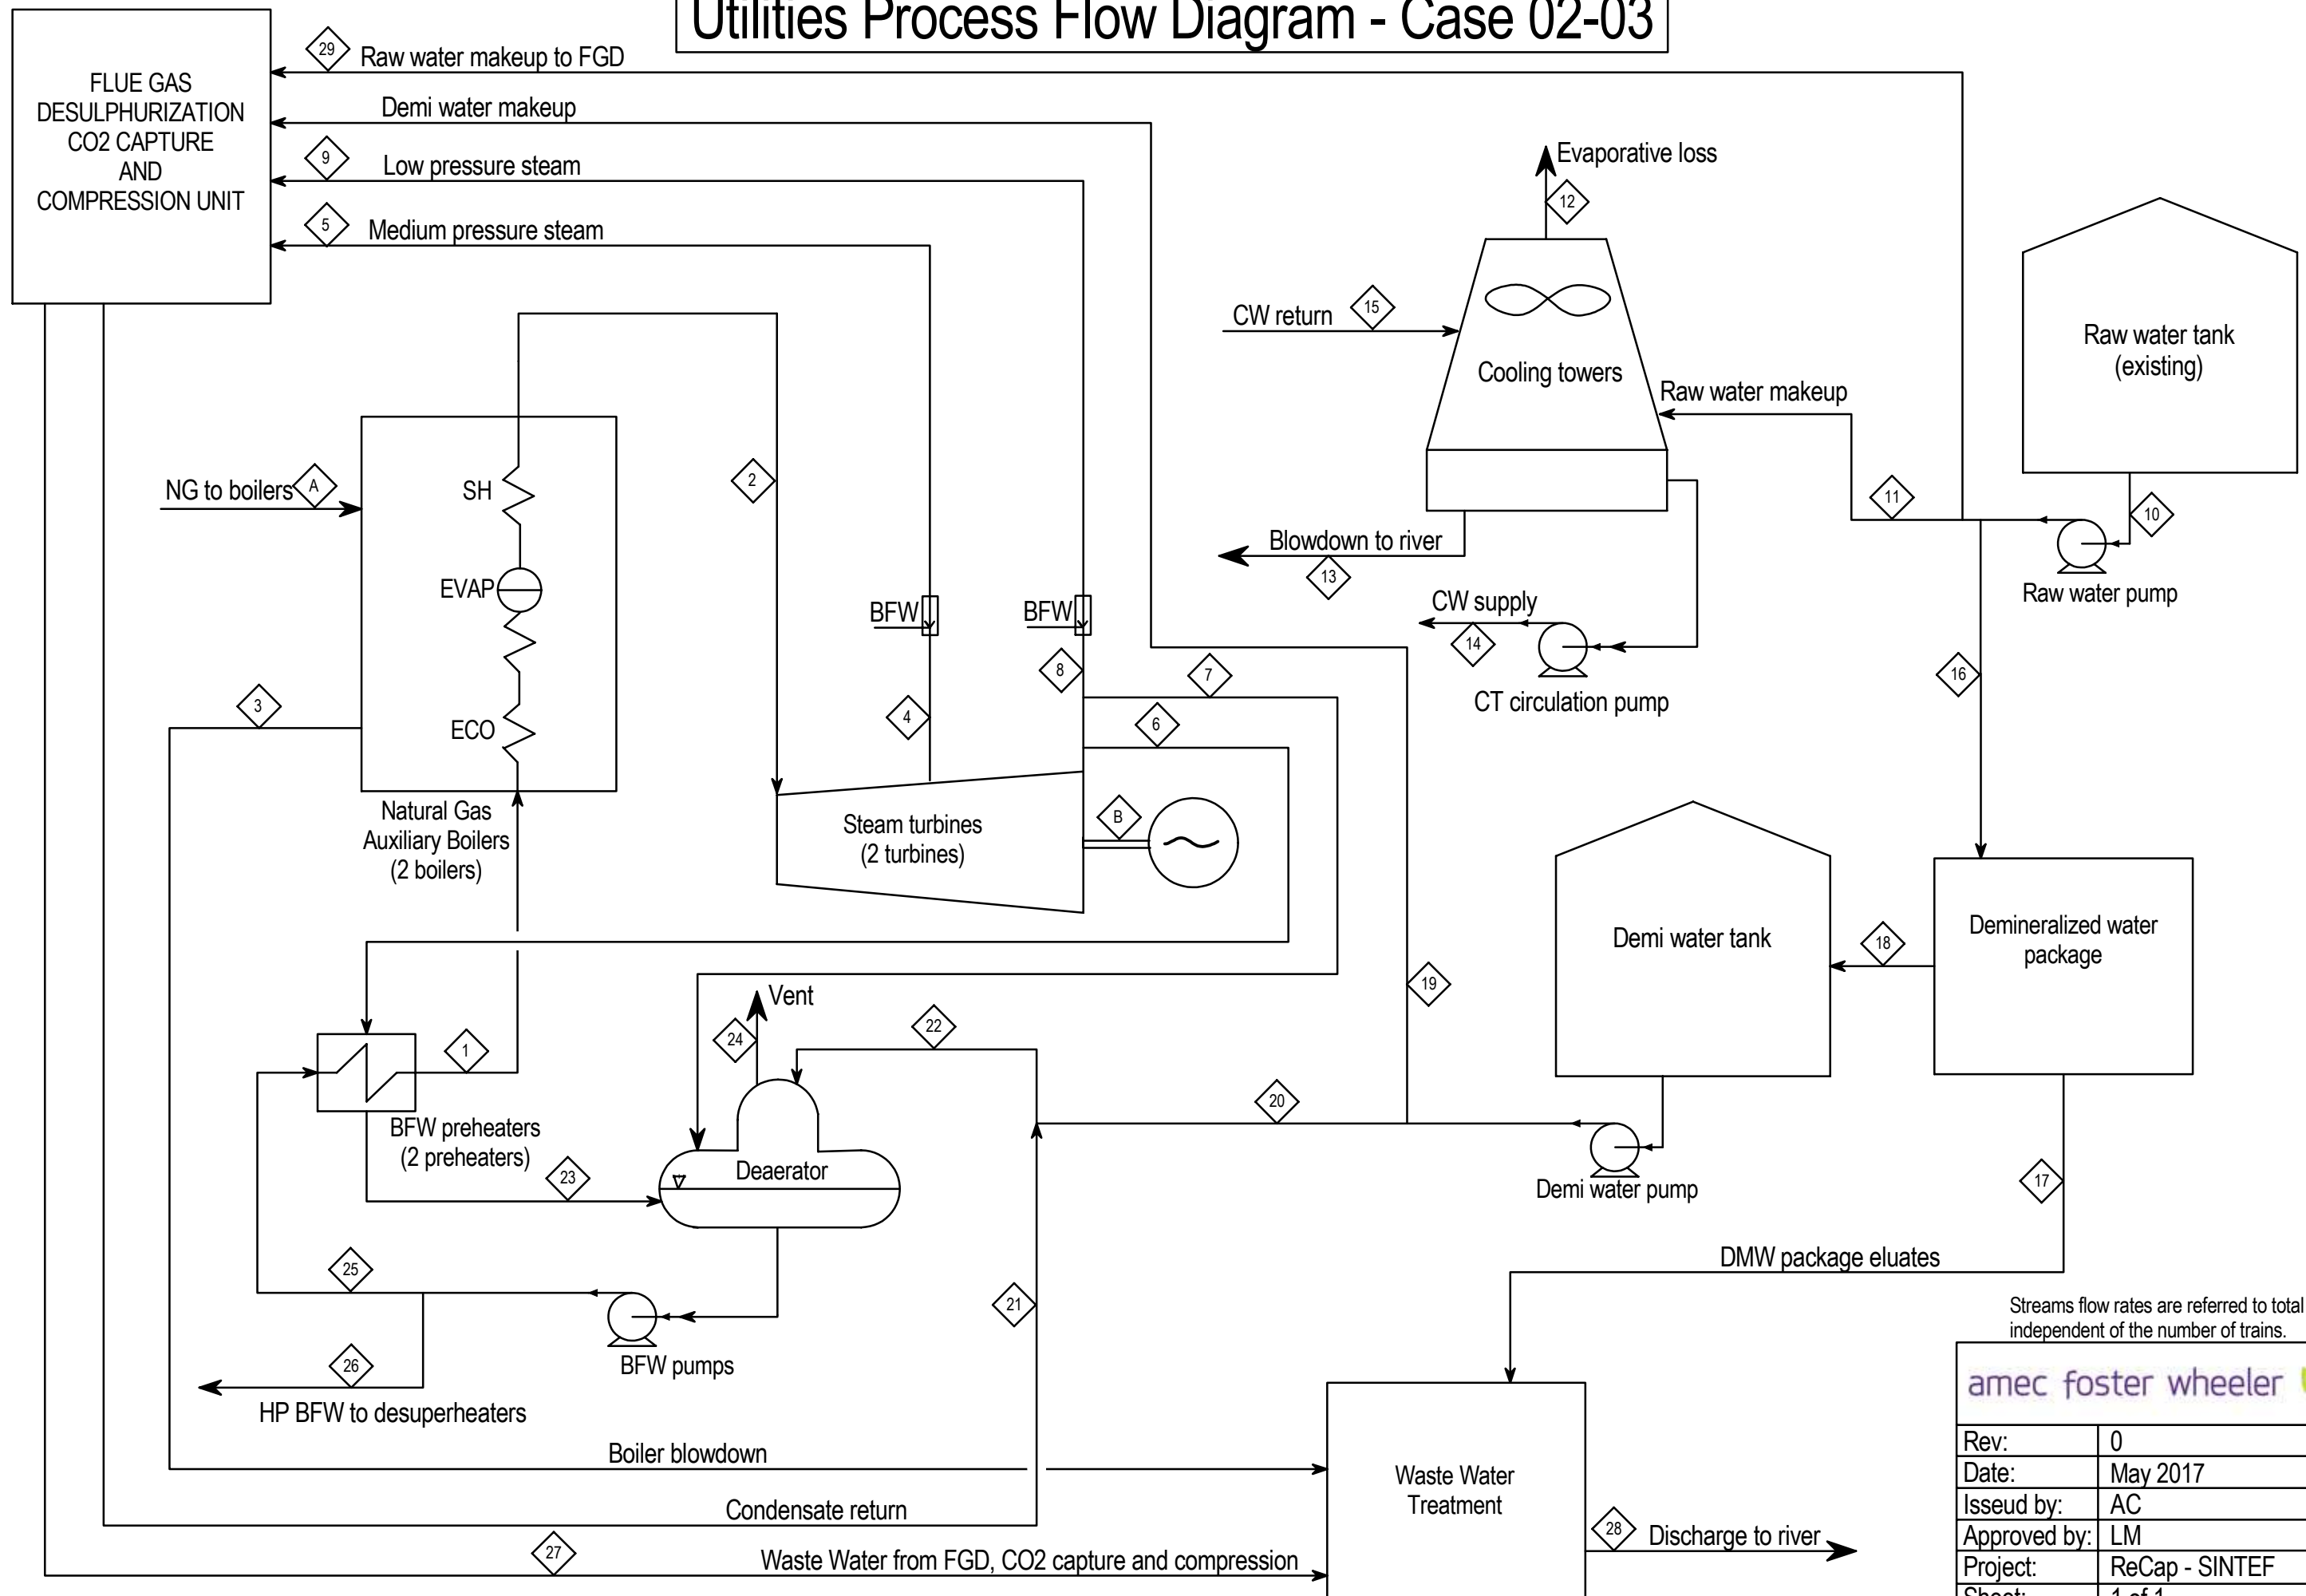 Utilities Process Flow Diagram - Case 02-03
29
Raw water makeup to FGD
FLUE GAS
DESULPHURIZATION
CO2 CAPTURE
AND
COMPRESSION UNIT
Demi water makeup
9
Low pressure steam
5
Medium pressure steam
Evaporative loss
12
CW return
15
Cooling towers
Raw water makeup
Raw water tank
(existing)
NG to boilers
A
SH
2
11
10
EVAP
Blowdown to river
13
Raw water pump
BFW
BFW
CW supply
14
8
7
16
3
ECO
4
6
CT circulation pump
Natural Gas
Auxiliary Boilers
(2 boilers)
Steam turbines
(2 turbines)
B
Demi water tank
18
Demineralized water
package
19
Vent
24
22
1
20
BFW preheaters
(2 preheaters)
23
Deaerator
Demi water pump
17
25
21
DMW package eluates
26
BFW pumps
HP BFW to desuperheaters
Streams flow rates are referred to total
independent of the number of trains.
amec foster wheeler
Rev: 0
Date: May 2017
Isseud by: AC
Approved by: LM
Project: ReCap - SINTEF
Sheet: 1 of 1
Boiler blowdown
Waste Water
Treatment
Condensate return
28
Discharge to river
27
Waste Water from FGD, CO2 capture and compression